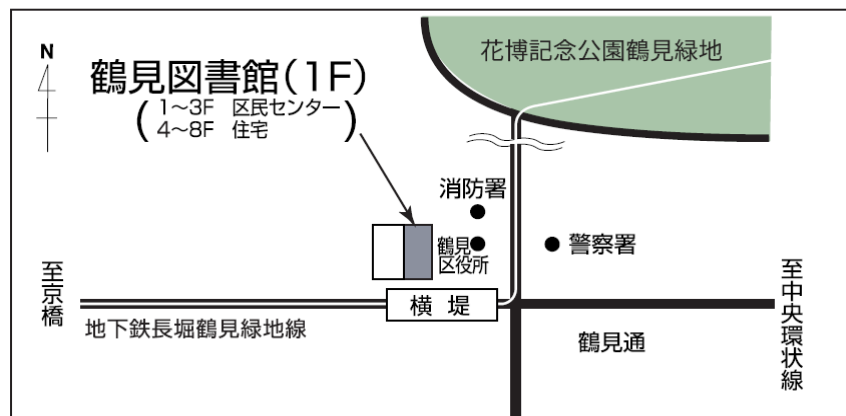 N
花博記念公園鶴見緑地
鶴見図書館(1F)
(1~3F 区民センター
4~8F 住宅)
消防署
鶴見
区役所
警察署
至京橋
横堤
至中央環状線
地下鉄長堀鶴見緑地線
鶴見通